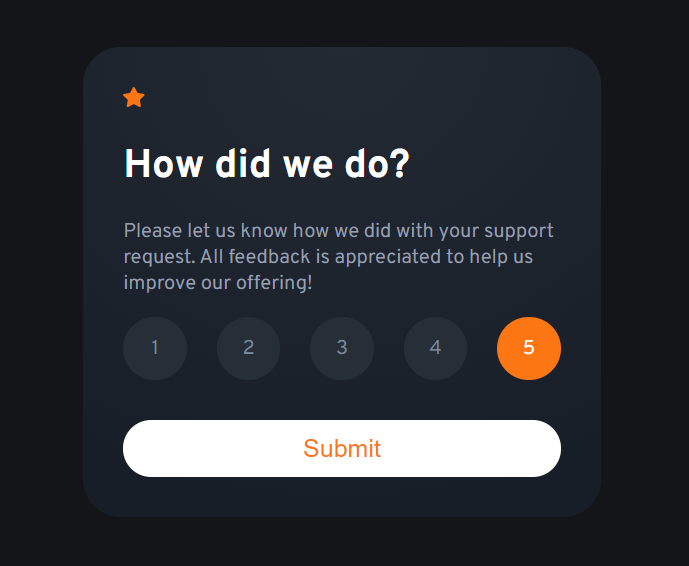 How did we do?
Please let us know how we did with your support
request. All feedback is appreciated to help us
improve our offering!
1 2 3 4 5
Submit